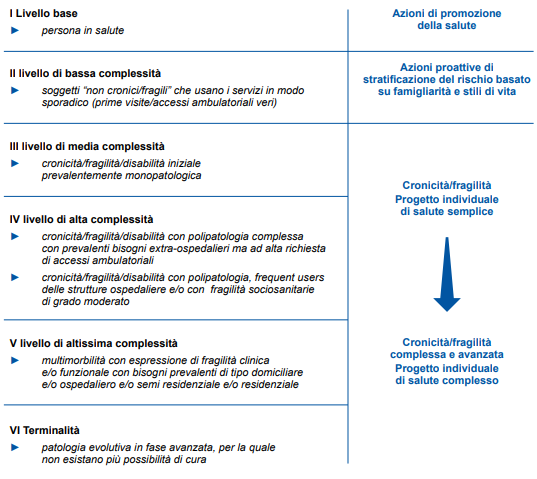 I Livello base
► persona in salute
Azioni di promozione
della salute
II livello di bassa complessità
► soggetti “non cronici/fragili” che usano i servizi in modo
sporadico (prime visite/accessi ambulatoriali veri)
Azioni proattive di
stratificazione del rischio basato
su famigliarità e stili di vita
III livello di media complessità
► cronicità/fragilità/disabilità iniziale
prevalentemente monopatologica
IV livello di alta complessità
► cronicità/fragilità/disabilità con polipatologia complessa
con prevalenti bisogni extra-ospedalieri ma ad alta richiesta
di accessi ambulatoriali
► cronicità/fragilità/disabilità con polipatologia, frequent users
delle strutture ospedaliere e/o con fragilità sociosanitarie
di grado moderato
V livello di altissima complessità
► multimorbilità con espressione di fragilità clinica
e/o funzionale con bisogni prevalenti di tipo domiciliare
e/o ospedaliero e/o semi residenziale e/o residenziale
VI Terminalità
► patologia evolutiva in fase avanzata, per la quale
non esistano più possibilità di cura
Cronicità/fragilità
Progetto individuale
di salute semplice
Cronicità/fragilità
complessa e avanzata
Progetto individuale
di salute complesso